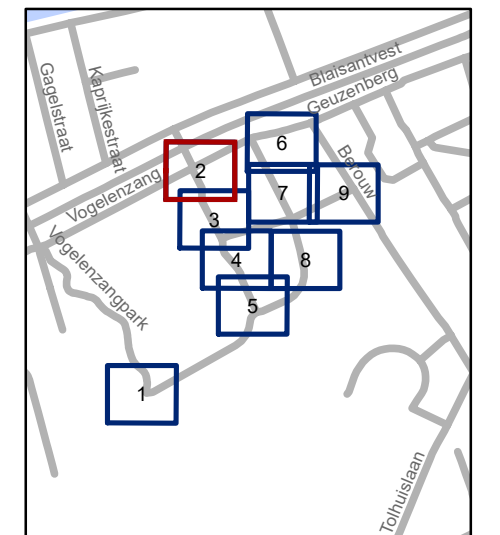 Blaisantvest
Geuzenberg
Gagelstraat
Kaprijkestraat
6
Berouw
2
Vogelenzang
7
9
3
Vogelenzangpark
4
8
5
1
Tolhuislaan